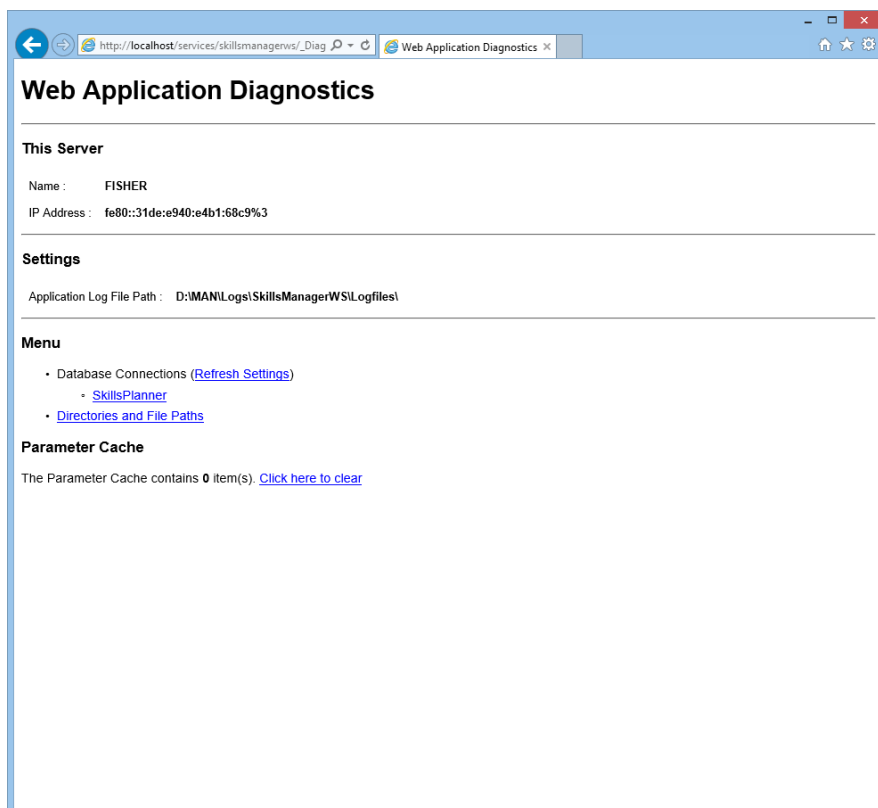 http://localhost/services/skillsmanagerws/_Diag
Web Application Diagnostics
Web Application Diagnostics
This Server
Name : FISHER
IP Address : fe80::31de:e940:e4b1:68c9%3
Settings
Application Log File Path : D:\MAN\Logs\SkillsManagerWS\Logfiles\
Menu
• Database Connections (Refresh Settings)
◦ SkillsPlanner
• Directories and File Paths
Parameter Cache
The Parameter Cache contains 0 item(s). Click here to clear